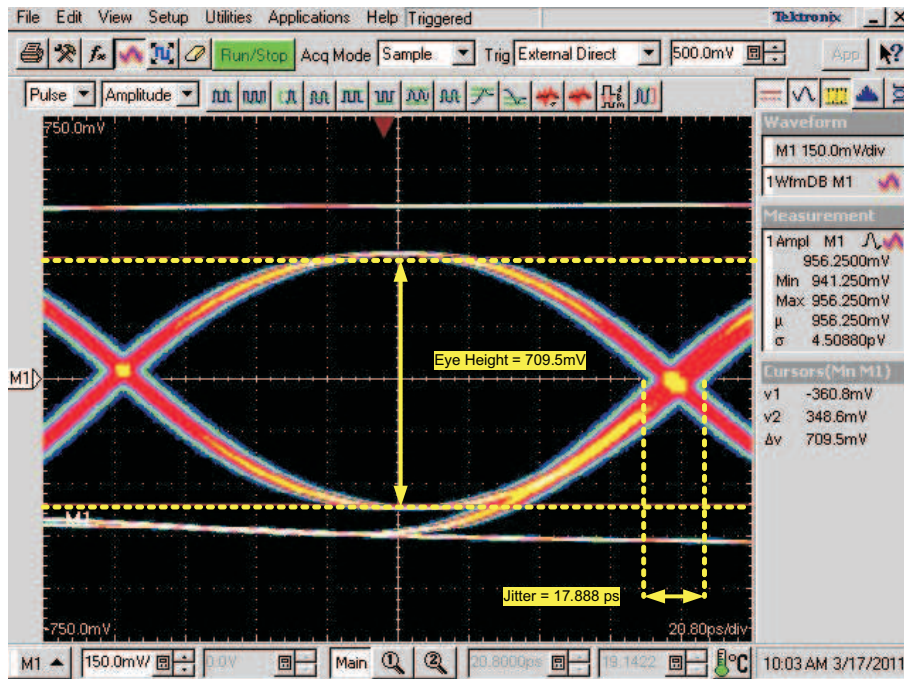 File Edit View Setup Utilities Applications Help Triggered Tektronix
Run/Stop Acq Mode Sample Trig External Direct 500.0mV App
Pulse Amplitude
750.0mV
Waveform
M1 150.0mV/div
1WfmDB M1
Measurement
1 Ampl M1
956.2500mV
Min 941.250mV
Max 956.250mV
µ 956.250mV
σ 4.50880pV
Eye Height = 709.5mV
M1
Cursors(Mn M1)
v1 -360.8mV
v2 348.6mV
Δv 709.5mV
M1
Jitter = 17.888 ps
-750.0mV 20.80ps/div
M1 150.0mV/ 0.0V Main 1 2 20.8000ps 19.1422 °C 10:03 AM 3/17/2011